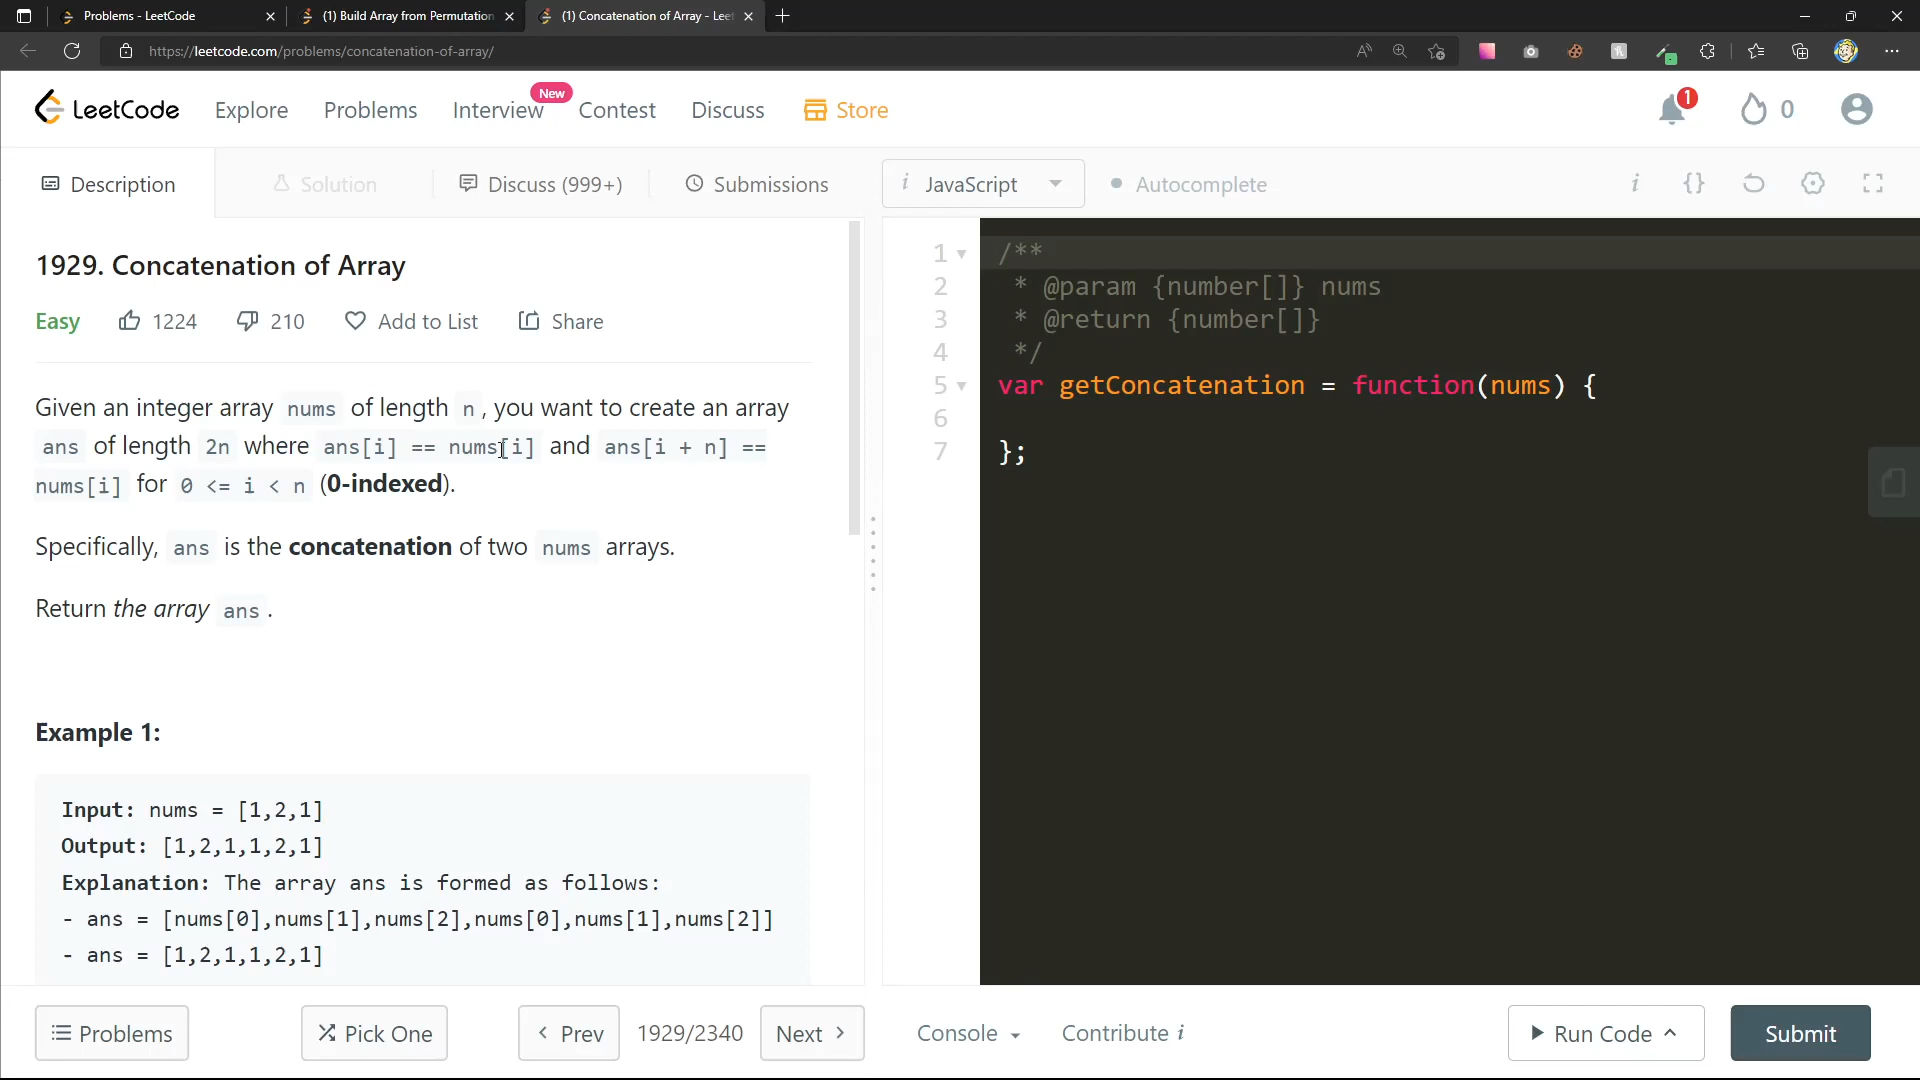 Problems - LeetCode
(1) Build Array from Permutation
(1) Concatenation of Array - Lee
https://leetcode.com/problems/concatenation-of-array/
LeetCode
Explore
Problems
Interview
New
Contest
Discuss
Store
1
0
Description
Solution
Discuss (999+)
Submissions
i JavaScript
Autocomplete
i {}
1929. Concatenation of Array
Easy 1224 210 Add to List Share
Given an integer array nums of length n, you want to create an array
ans of length 2n where ans[i] == nums[i] and ans[i + n] ==
nums[i] for 0 <= i < n (0-indexed).
Specifically, ans is the concatenation of two nums arrays.
Return the array ans.
Example 1:
Input: nums = [1,2,1]
Output: [1,2,1,1,2,1]
Explanation: The array ans is formed as follows:
- ans = [nums[0],nums[1],nums[2],nums[0],nums[1],nums[2]]
- ans = [1,2,1,1,2,1]
1 /**
2 * @param {number[]} nums
3 * @return {number[]}
4 */
5 var getConcatenation = function(nums) {
6
7 };
Problems
Pick One
< Prev
1929/2340
Next >
Console
Contribute i
Run Code
Submit